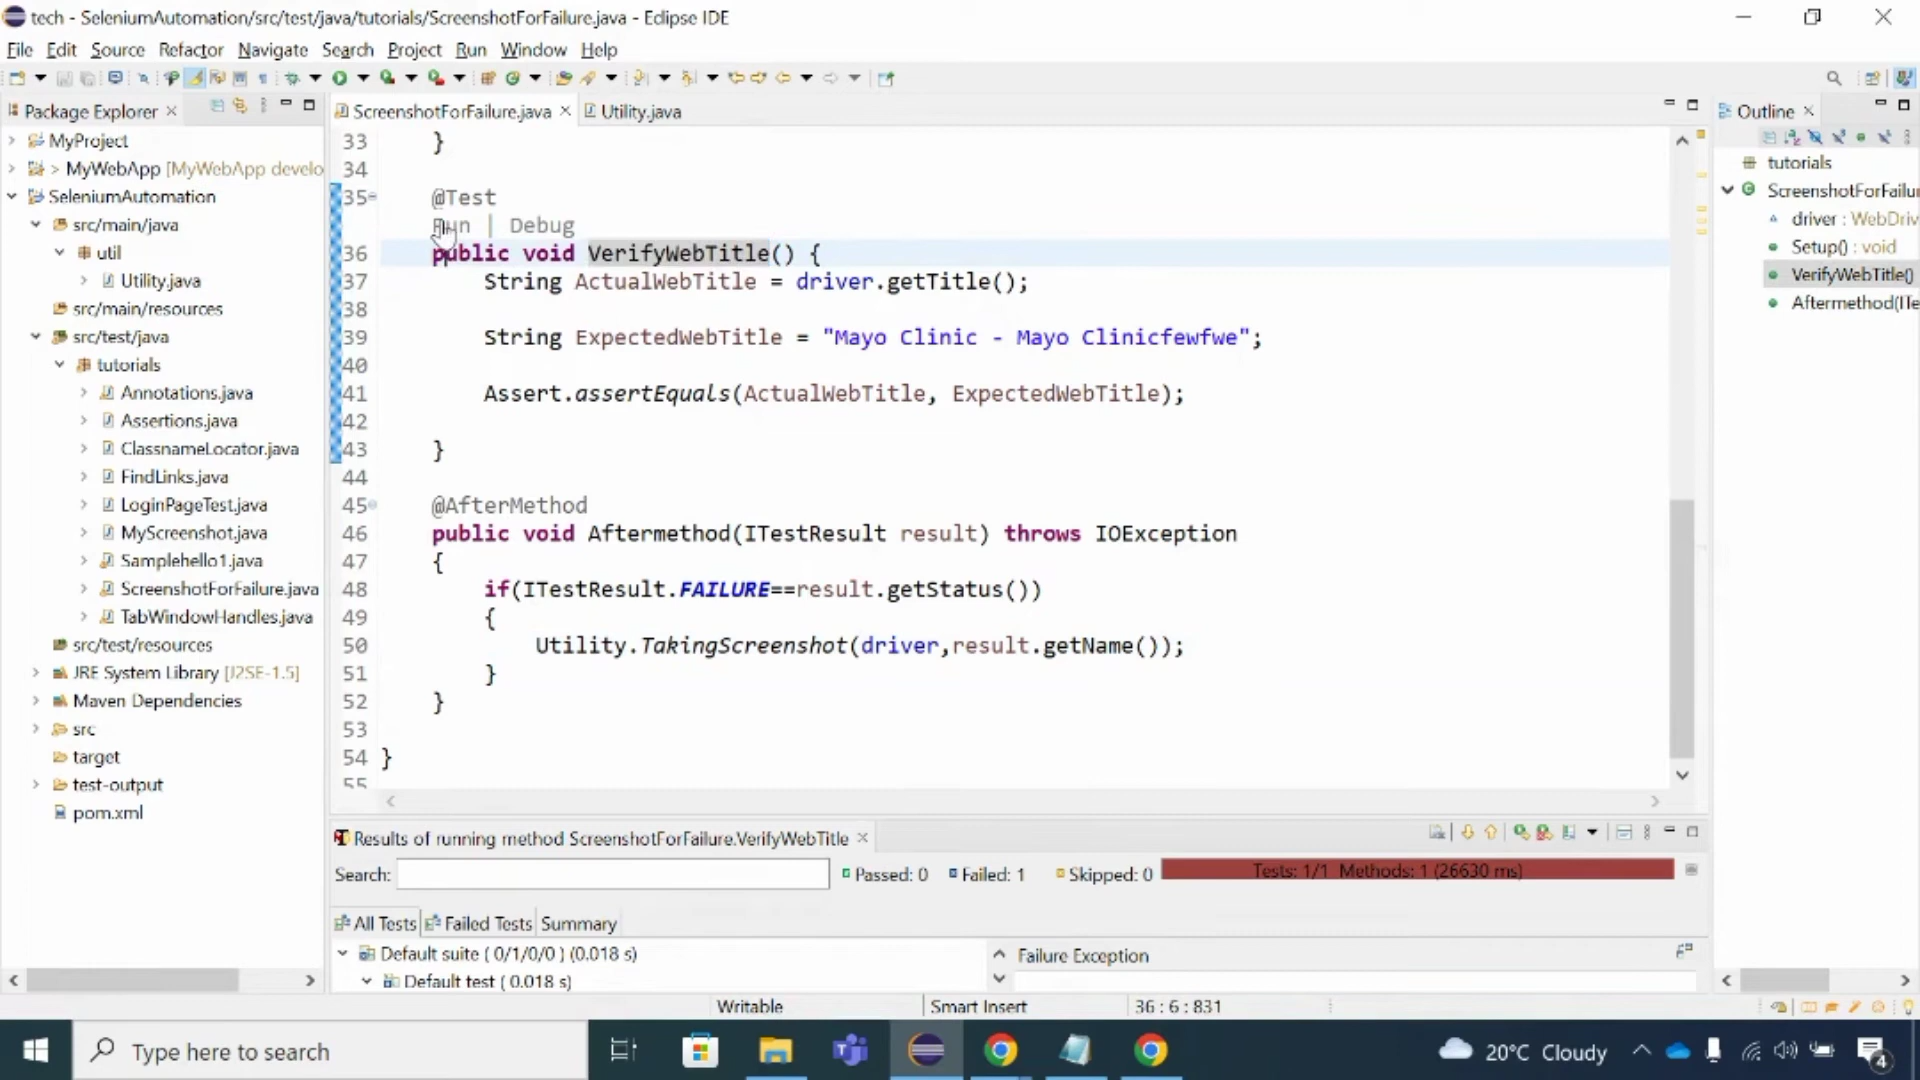 tech - SeleniumAutomation/src/test/java/tutorials/ScreenshotForFailure.java - Edipse IDE
File Edit Source Refactor Navigate Search Project Run Window Help
Package Explorer
ScreenshotForFailure.java
Utility.java
Outline
MyProject
> MyWebApp [MyWebApp develo
SeleniumAutomation
src/main/java
util
Utility.java
src/main/resources
src/test/java
tutorials
Annotations.java
Assertions.java
ClassnameLocator.java
FindLinks.java
LoginPageTest.java
MyScreenshot.java
Samplehello1.java
ScreenshotForFailure.java
TabWindowHandles.java
src/test/resources
JRE System Library [J2SE-1.5]
Maven Dependencies
src
target
test-output
pom.xml
33 }
34
35 @Test
Run | Debug
36 public void VerifyWebTitle() {
37 String ActualWebTitle = driver.getTitle();
38
39 String ExpectedWebTitle = "Mayo Clinic - Mayo Clinicfewfwe";
40
41 Assert.assertEquals(ActualWebTitle, ExpectedWebTitle);
42
43 }
44
45 @AfterMethod
46 public void Aftermethod(ITestResult result) throws IOException
47 {
48 if(ITestResult.FAILURE==result.getStatus())
49 {
50 Utility.TakingScreenshot(driver,result.getName());
51 }
52 }
53
54 }
55
tutorials
ScreenshotForFailu
driver : WebDriv
Setup() : void
VerifyWebTitle()
Aftermethod(ITe
Results of running method ScreenshotForFailure.VerifyWebTitle
Search: Passed: 0 Failed: 1 Skipped: 0 Tests: 1/1 Methods: 1 (26630 ms)
All Tests Failed Tests Summary
Default suite ( 0/1/0/0 ) (0.018 s)
Default test ( 0.018 s)
Failure Exception
Writable Smart Insert 36 : 6 : 831
Type here to search
20°C Cloudy
4